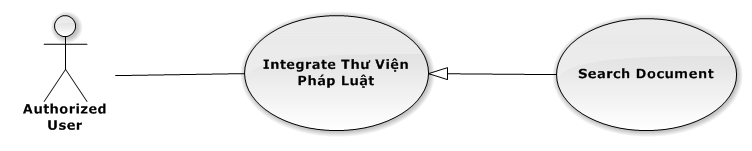 Authorized
User
Integrate Thư Viện
Pháp Luật
Search Document